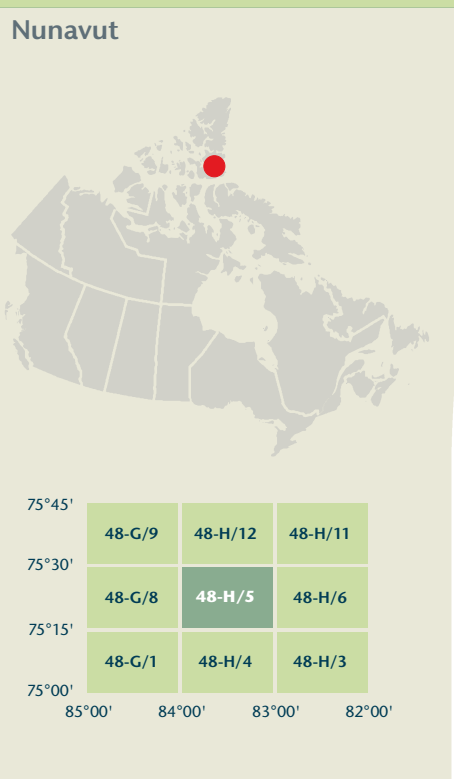 Nunavut
75°45'
48-G/9 48-H/12 48-H/11
75°30'
48-G/8 48-H/5 48-H/6
75°15'
48-G/1 48-H/4 48-H/3
75°00'
85°00' 84°00' 83°00' 82°00'